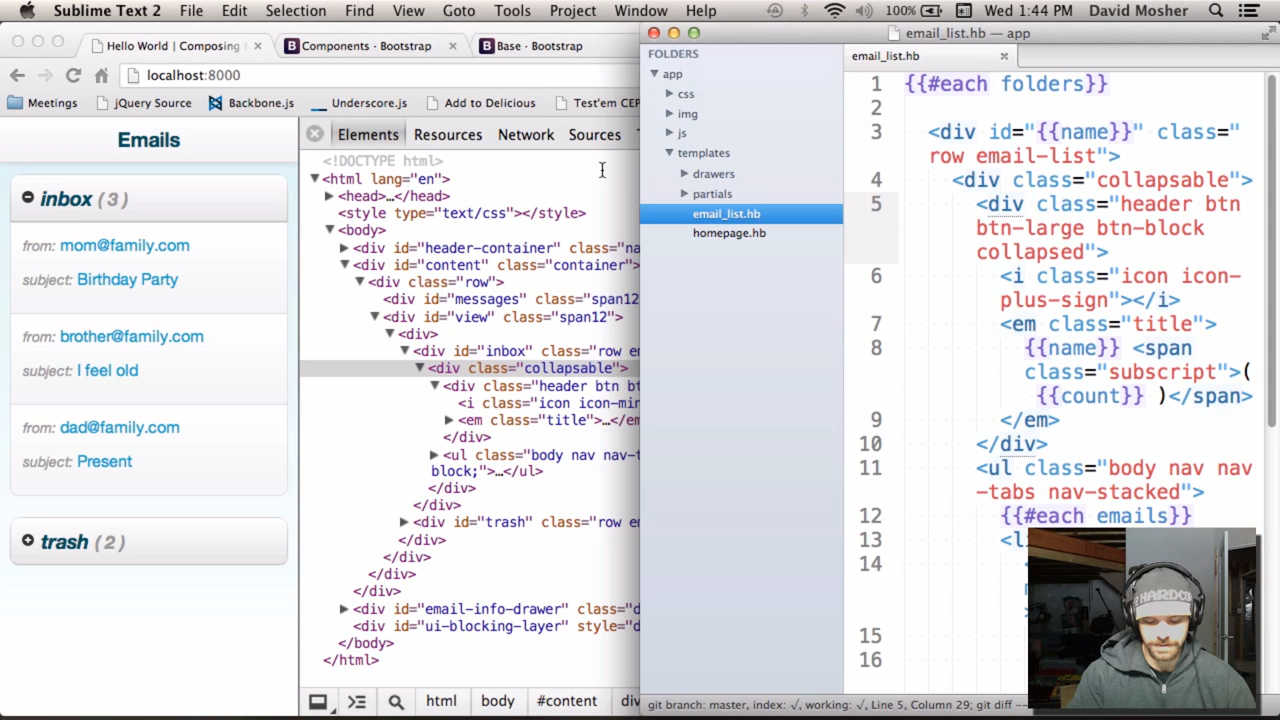 Sublime Text 2 File Edit Selection Find View Goto Tools Project Window Help 100% Wed 1:44 PM David Mosher
Hello World | Composing
Components · Bootstrap
Base · Bootstrap
localhost:8000
Meetings jQuery Source Backbone.js Underscore.js Add to Delicious Test'em CEP
Emails
inbox (3)
from: mom@family.com
subject: Birthday Party
from: brother@family.com
subject: I feel old
from: dad@family.com
subject: Present
trash (2)
Elements Resources Network Sources
<!DOCTYPE html>
<html lang="en">
<head>…</head>
<style type="text/css"></style>
<body>
<div id="header-container" class="na
<div id="content" class="container">
<div class="row">
<div id="messages" class="span12
<div id="view" class="span12">
<div>
<div id="inbox" class="row em
<div class="collapsable">
<div class="header btn bt
<i class="icon icon-min
<em class="title">…</em
</div>
<ul class="body nav nav-t
block;">…</ul>
</div>
</div>
<div id="trash" class="row em
</div>
</div>
</div>
</div>
<div id="email-info-drawer" class="d
<div id="ui-blocking-layer" style="d
</body>
</html>
html body #content div
email_list.hb — app
FOLDERS
app
css
img
js
templates
drawers
partials
email_list.hb
homepage.hb
email_list.hb
1 {{#each folders}}
2
3 <div id="{{name}}" class="
row email-list">
4 <div class="collapsable">
5 <div class="header btn
btn-large btn-block
collapsed">
6 <i class="icon icon-
plus-sign"></i>
7 <em class="title">
8 {{name}} <span
class="subscript">(
{{count}} )</span>
9 </em>
10 </div>
11 <ul class="body nav nav
-tabs nav-stacked">
12 {{#each emails}}
13 <l
14
15
16
HARDCO
git branch: master, index: √, working: √, Line 5, Column 29; git diff --